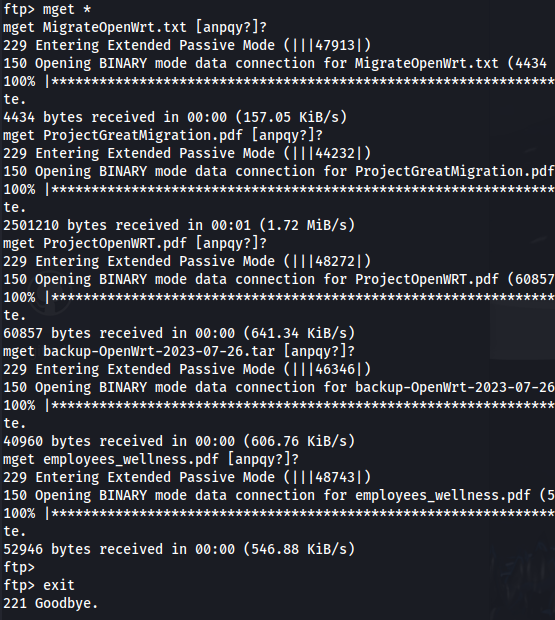 ftp> mget *
mget MigrateOpenWrt.txt [anpqy?]?
229 Entering Extended Passive Mode (|||47913|)
150 Opening BINARY mode data connection for MigrateOpenWrt.txt (4434
100% |***************************************************************
te.
4434 bytes received in 00:00 (157.05 KiB/s)
mget ProjectGreatMigration.pdf [anpqy?]?
229 Entering Extended Passive Mode (|||44232|)
150 Opening BINARY mode data connection for ProjectGreatMigration.pdf
100% |***************************************************************
te.
2501210 bytes received in 00:01 (1.72 MiB/s)
mget ProjectOpenWRT.pdf [anpqy?]?
229 Entering Extended Passive Mode (|||48272|)
150 Opening BINARY mode data connection for ProjectOpenWRT.pdf (60857
100% |***************************************************************
te.
60857 bytes received in 00:00 (641.34 KiB/s)
mget backup-OpenWrt-2023-07-26.tar [anpqy?]?
229 Entering Extended Passive Mode (|||46346|)
150 Opening BINARY mode data connection for backup-OpenWrt-2023-07-26
100% |***************************************************************
te.
40960 bytes received in 00:00 (606.76 KiB/s)
mget employees_wellness.pdf [anpqy?]?
229 Entering Extended Passive Mode (|||48743|)
150 Opening BINARY mode data connection for employees_wellness.pdf (5
100% |***************************************************************
te.
52946 bytes received in 00:00 (546.88 KiB/s)
ftp>
ftp> exit
221 Goodbye.